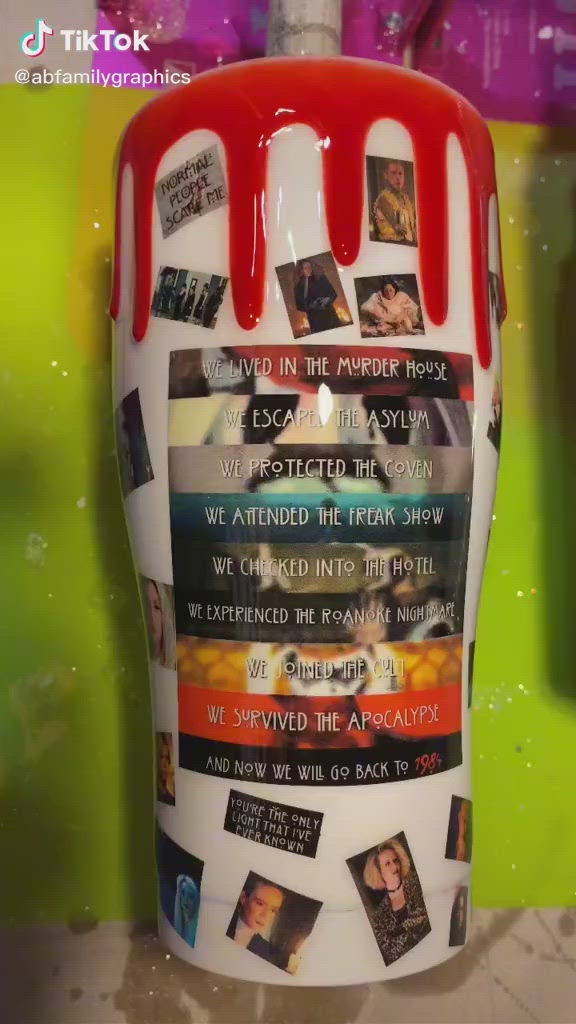 TikTok
@abfamilygraphics
NORMAL
PEOPLE
SCARE ME
WE LIVED IN THE MURDER HOUSE
WE ESCAPED THE ASYLUM
WE PROTECTED THE COVEN
WE ATTENDED THE FREAK SHOW
WE CHECKED INTO THE HOTEL
WE EXPERIENCED THE ROANOKE NIGHTMARE
WE JOINED THE CULT
WE SURVIVED THE APOCALYPSE
AND NOW WE WILL GO BACK TO 1984
YOU'RE THE ONLY
LIGHT THAT I'VE
EVER KNOWN